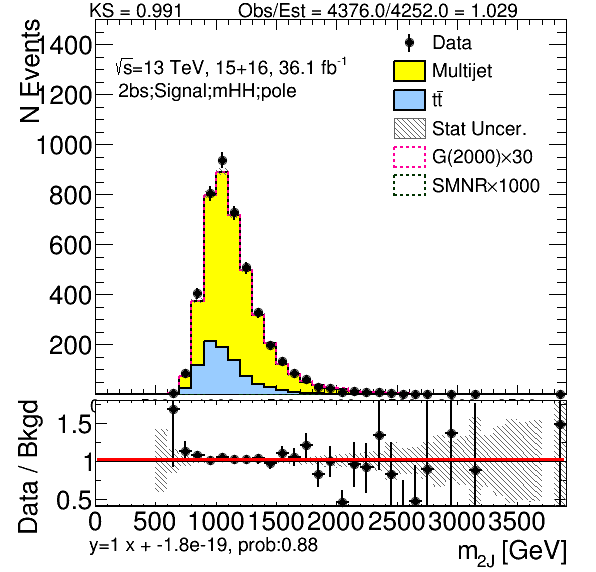 KS = 0.991 Obs/Est = 4376.0/4252.0 = 1.029
N Events
1400
1200
1000
800
600
400
200
√s=13 TeV, 15+16, 36.1 fb⁻¹
2bs;Signal;mHH;pole
Data
Multijet
tt̄
Stat Uncer.
G(2000)×30
SMNR×1000
Data / Bkgd
1.5
1
0.5
0 500 1000 1500 2000 2500 3000 3500
y=1 x + -1.8e-19, prob:0.88
m₂J [GeV]